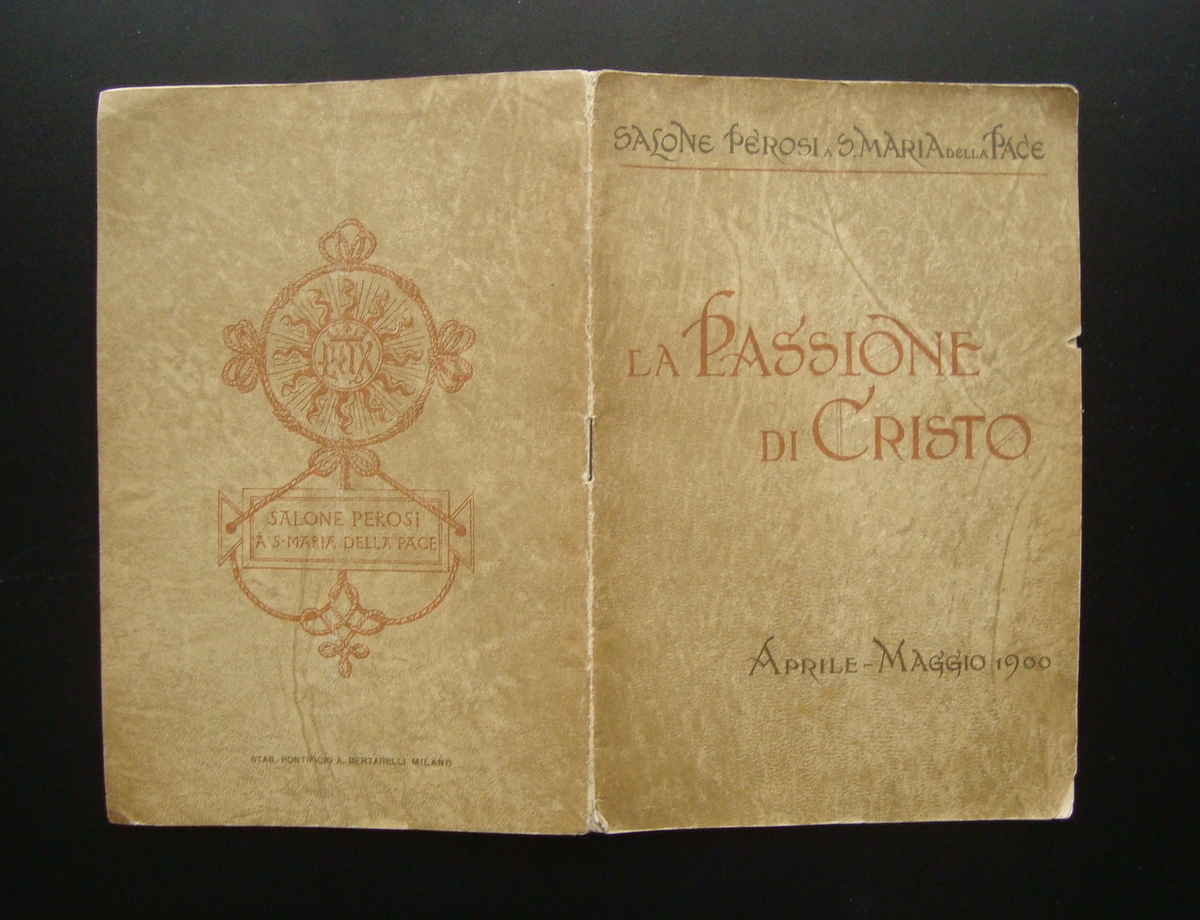 SALONE PEROSI A S. MARIA DELLA PACE
LA PASSIONE
DI CRISTO
APRILE-MAGGIO 1900
SALONE PEROSI
A S·MARIA DELLA PACE
STAB. PONTIFICIO A. BERTARELLI, MILANO